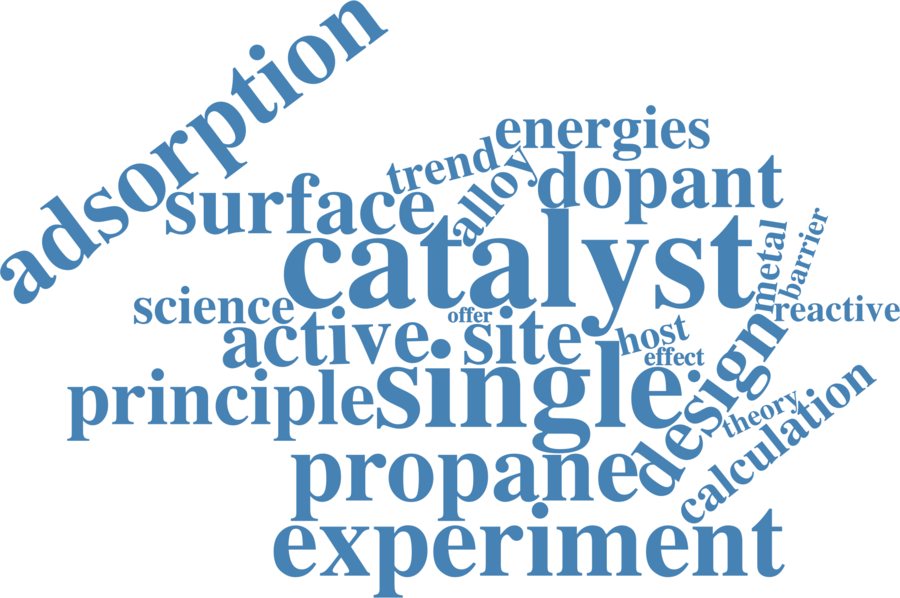 adsorption
energies
trend
alloy
dopant
surface
catalyst
metal
barrier
science
offer
reactive
active
site
host
effect
principle
single
design
theory
calculation
propane
experiment